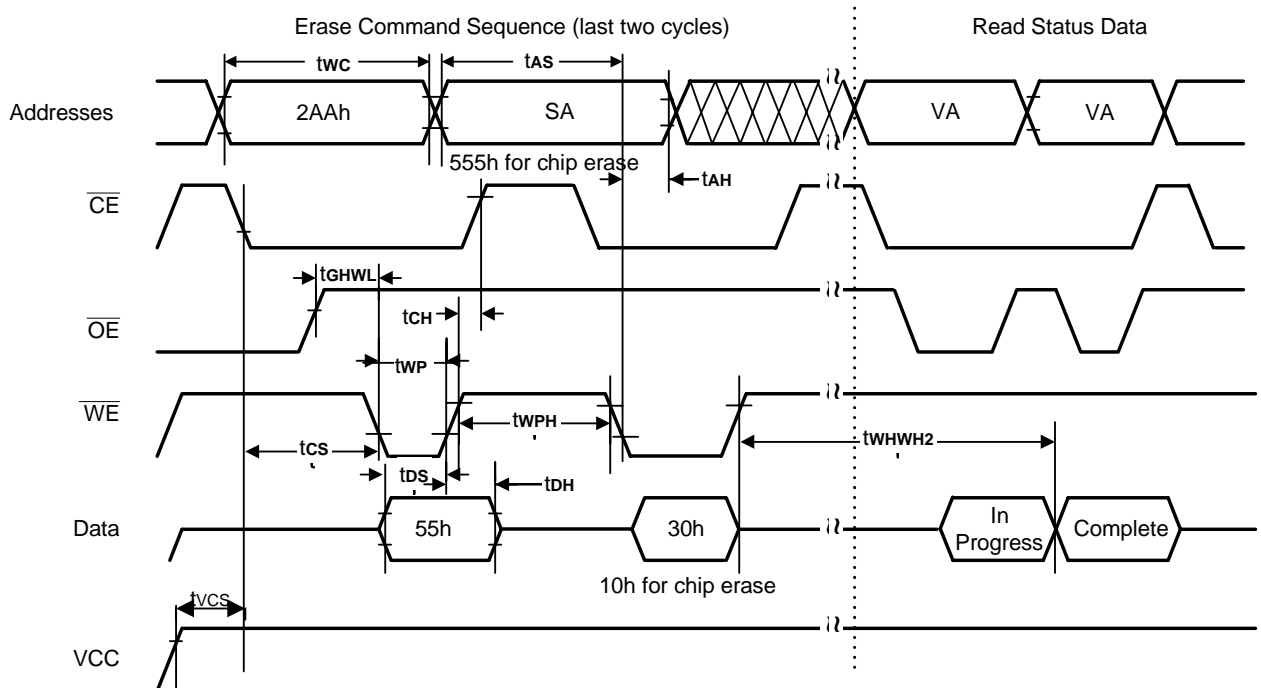 Erase Command Sequence (last two cycles)
Read Status Data
tWC
tAS
Addresses
2AAh
SA
VA
VA
555h for chip erase
tAH
CE
tGHWL
OE
tCH
tWP
WE
tWPH
tCS
tWHWH2
tDS
tDH
Data
55h
30h
In
Progress
Complete
10h for chip erase
tVCS
VCC